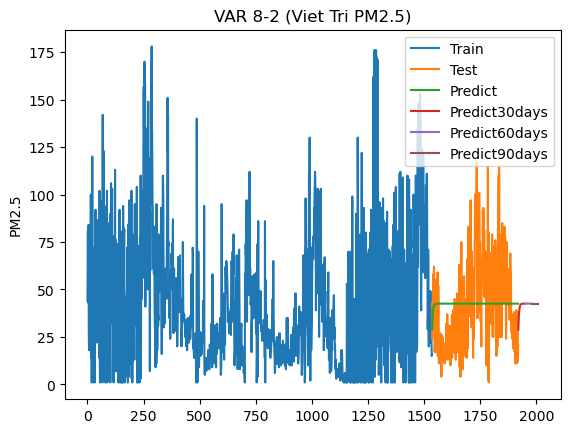 VAR 8-2 (Viet Tri PM2.5)
Train
Test
Predict
Predict30days
Predict60days
Predict90days
PM2.5
175
150
125
100
75
50
25
0
0 250 500 750 1000 1250 1500 1750 2000